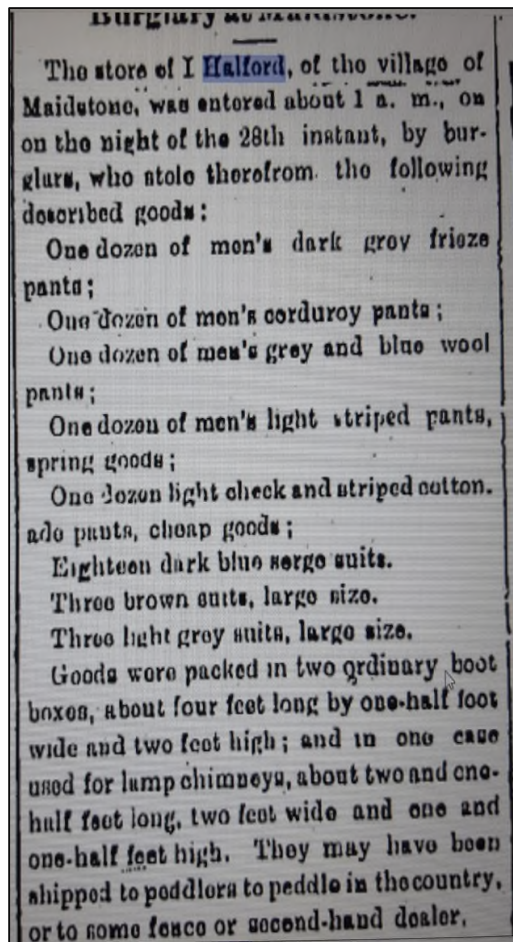 Burglary at Maidstone.
The store of I Halford, of the village of
Maidstone, was entered about 1 a. m., on
on the night of the 28th instant, by bur-
glars, who stole therefrom the following
described goods:
One dozen of men's dark grey frieze
pants;
One dozen of men's corduroy pants;
One dozen of men's grey and blue wool
pants;
One dozen of men's light striped pants,
spring goods;
One dozen light check and striped cotton.
ade pants, cheap goods;
Eighteen dark blue serge suits.
Three brown suits, large size.
Three light grey suits, large size.
Goods were packed in two ordinary boot
boxes, about four feet long by one-half foot
wide and two feet high; and in one case
used for lamp chimneys, about two and one-
half feet long, two feet wide and one and
one-half feet high. They may have been
shipped to peddlers to peddle in the country,
or to some fence or second-hand dealer.